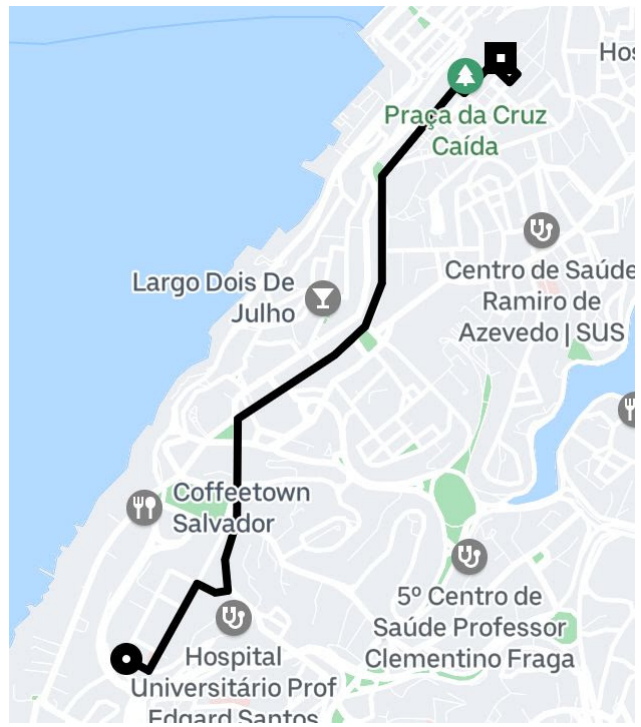 Hos
Praça da Cruz
Caída
Largo Dois De
Julho
Centro de Saúde
Ramiro de
Azevedo | SUS
Coffeetown
Salvador
5º Centro de
Saúde Professor
Clementino Fraga
Hospital
Universitário Prof
Edgard Santos